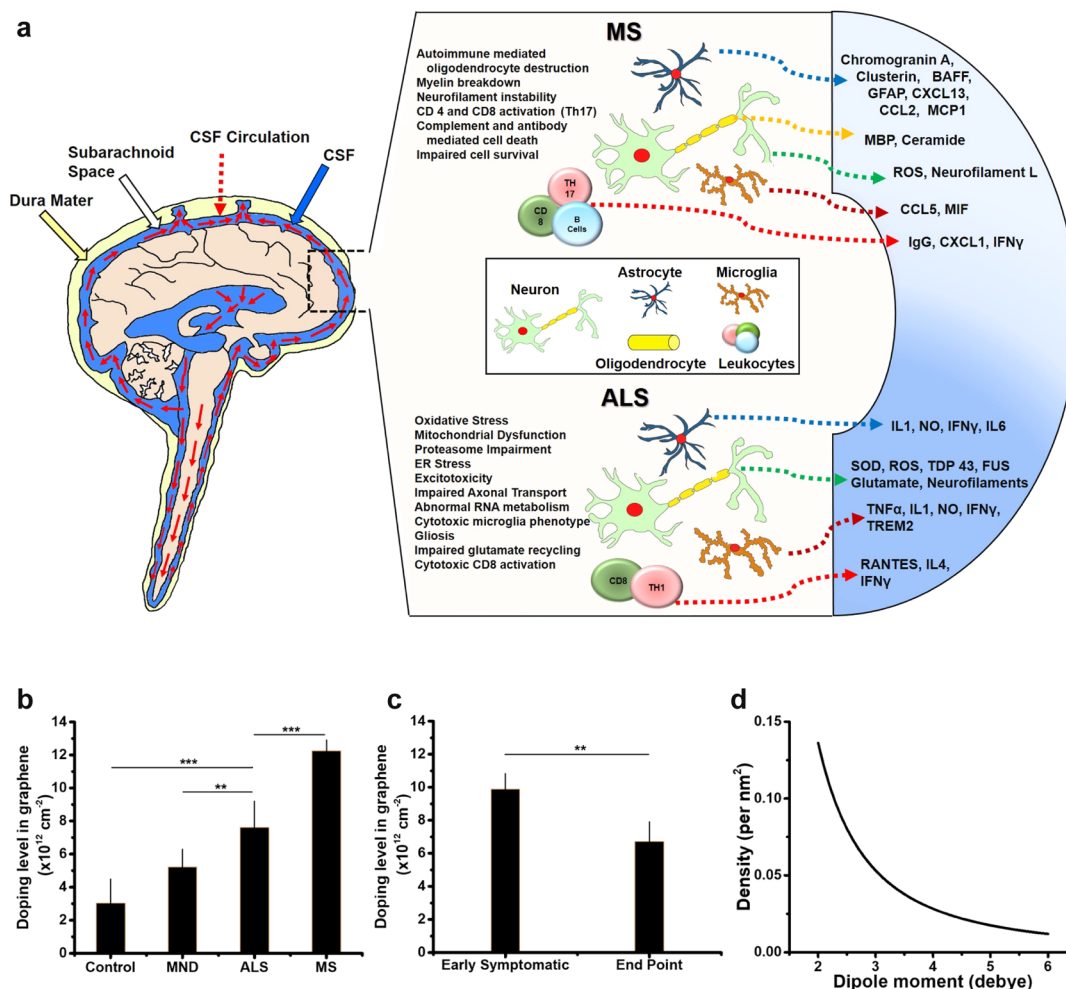 a
CSF Circulation
Subarachnoid
Space
CSF
Dura Mater
MS
Autoimmune mediated
oligodendrocyte destruction
Myelin breakdown
Neurofilament instability
CD 4 and CD8 activation (Th17)
Complement and antibody
mediated cell death
Impaired cell survival
TH
17
CD
8
B
Cells
Chromogranin A,
Clusterin, BAFF,
GFAP, CXCL13,
CCL2, MCP1
MBP, Ceramide
ROS, Neurofilament L
CCL5, MIF
IgG, CXCL1, IFNγ
Neuron
Astrocyte
Microglia
Oligodendrocyte
Leukocytes
ALS
Oxidative Stress
Mitochondrial Dysfunction
Proteasome Impairment
ER Stress
Excitotoxicity
Impaired Axonal Transport
Abnormal RNA metabolism
Cytotoxic microglia phenotype
Gliosis
Impaired glutamate recycling
Cytotoxic CD8 activation
CD8
TH1
IL1, NO, IFNγ, IL6
SOD, ROS, TDP 43, FUS
Glutamate, Neurofilaments
TNFα, IL1, NO, IFNγ,
TREM2
RANTES, IL4,
IFNγ
b
Doping level in graphene
(x10¹² cm⁻²)
14
12
10
8
6
4
2
0
***
***
**
Control
MND
ALS
MS
c
Doping level in graphene
(x10¹² cm⁻²)
14
12
10
8
6
4
2
0
**
Early Symptomatic
End Point
d
Density (per nm²)
0.15
0.10
0.05
0.00
2
3
4
5
6
Dipole moment (debye)